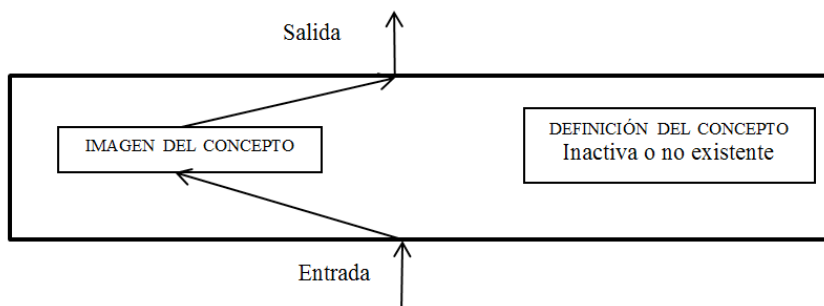 Salida
IMAGEN DEL CONCEPTO
DEFINICIÓN DEL CONCEPTO
Inactiva o no existente
Entrada